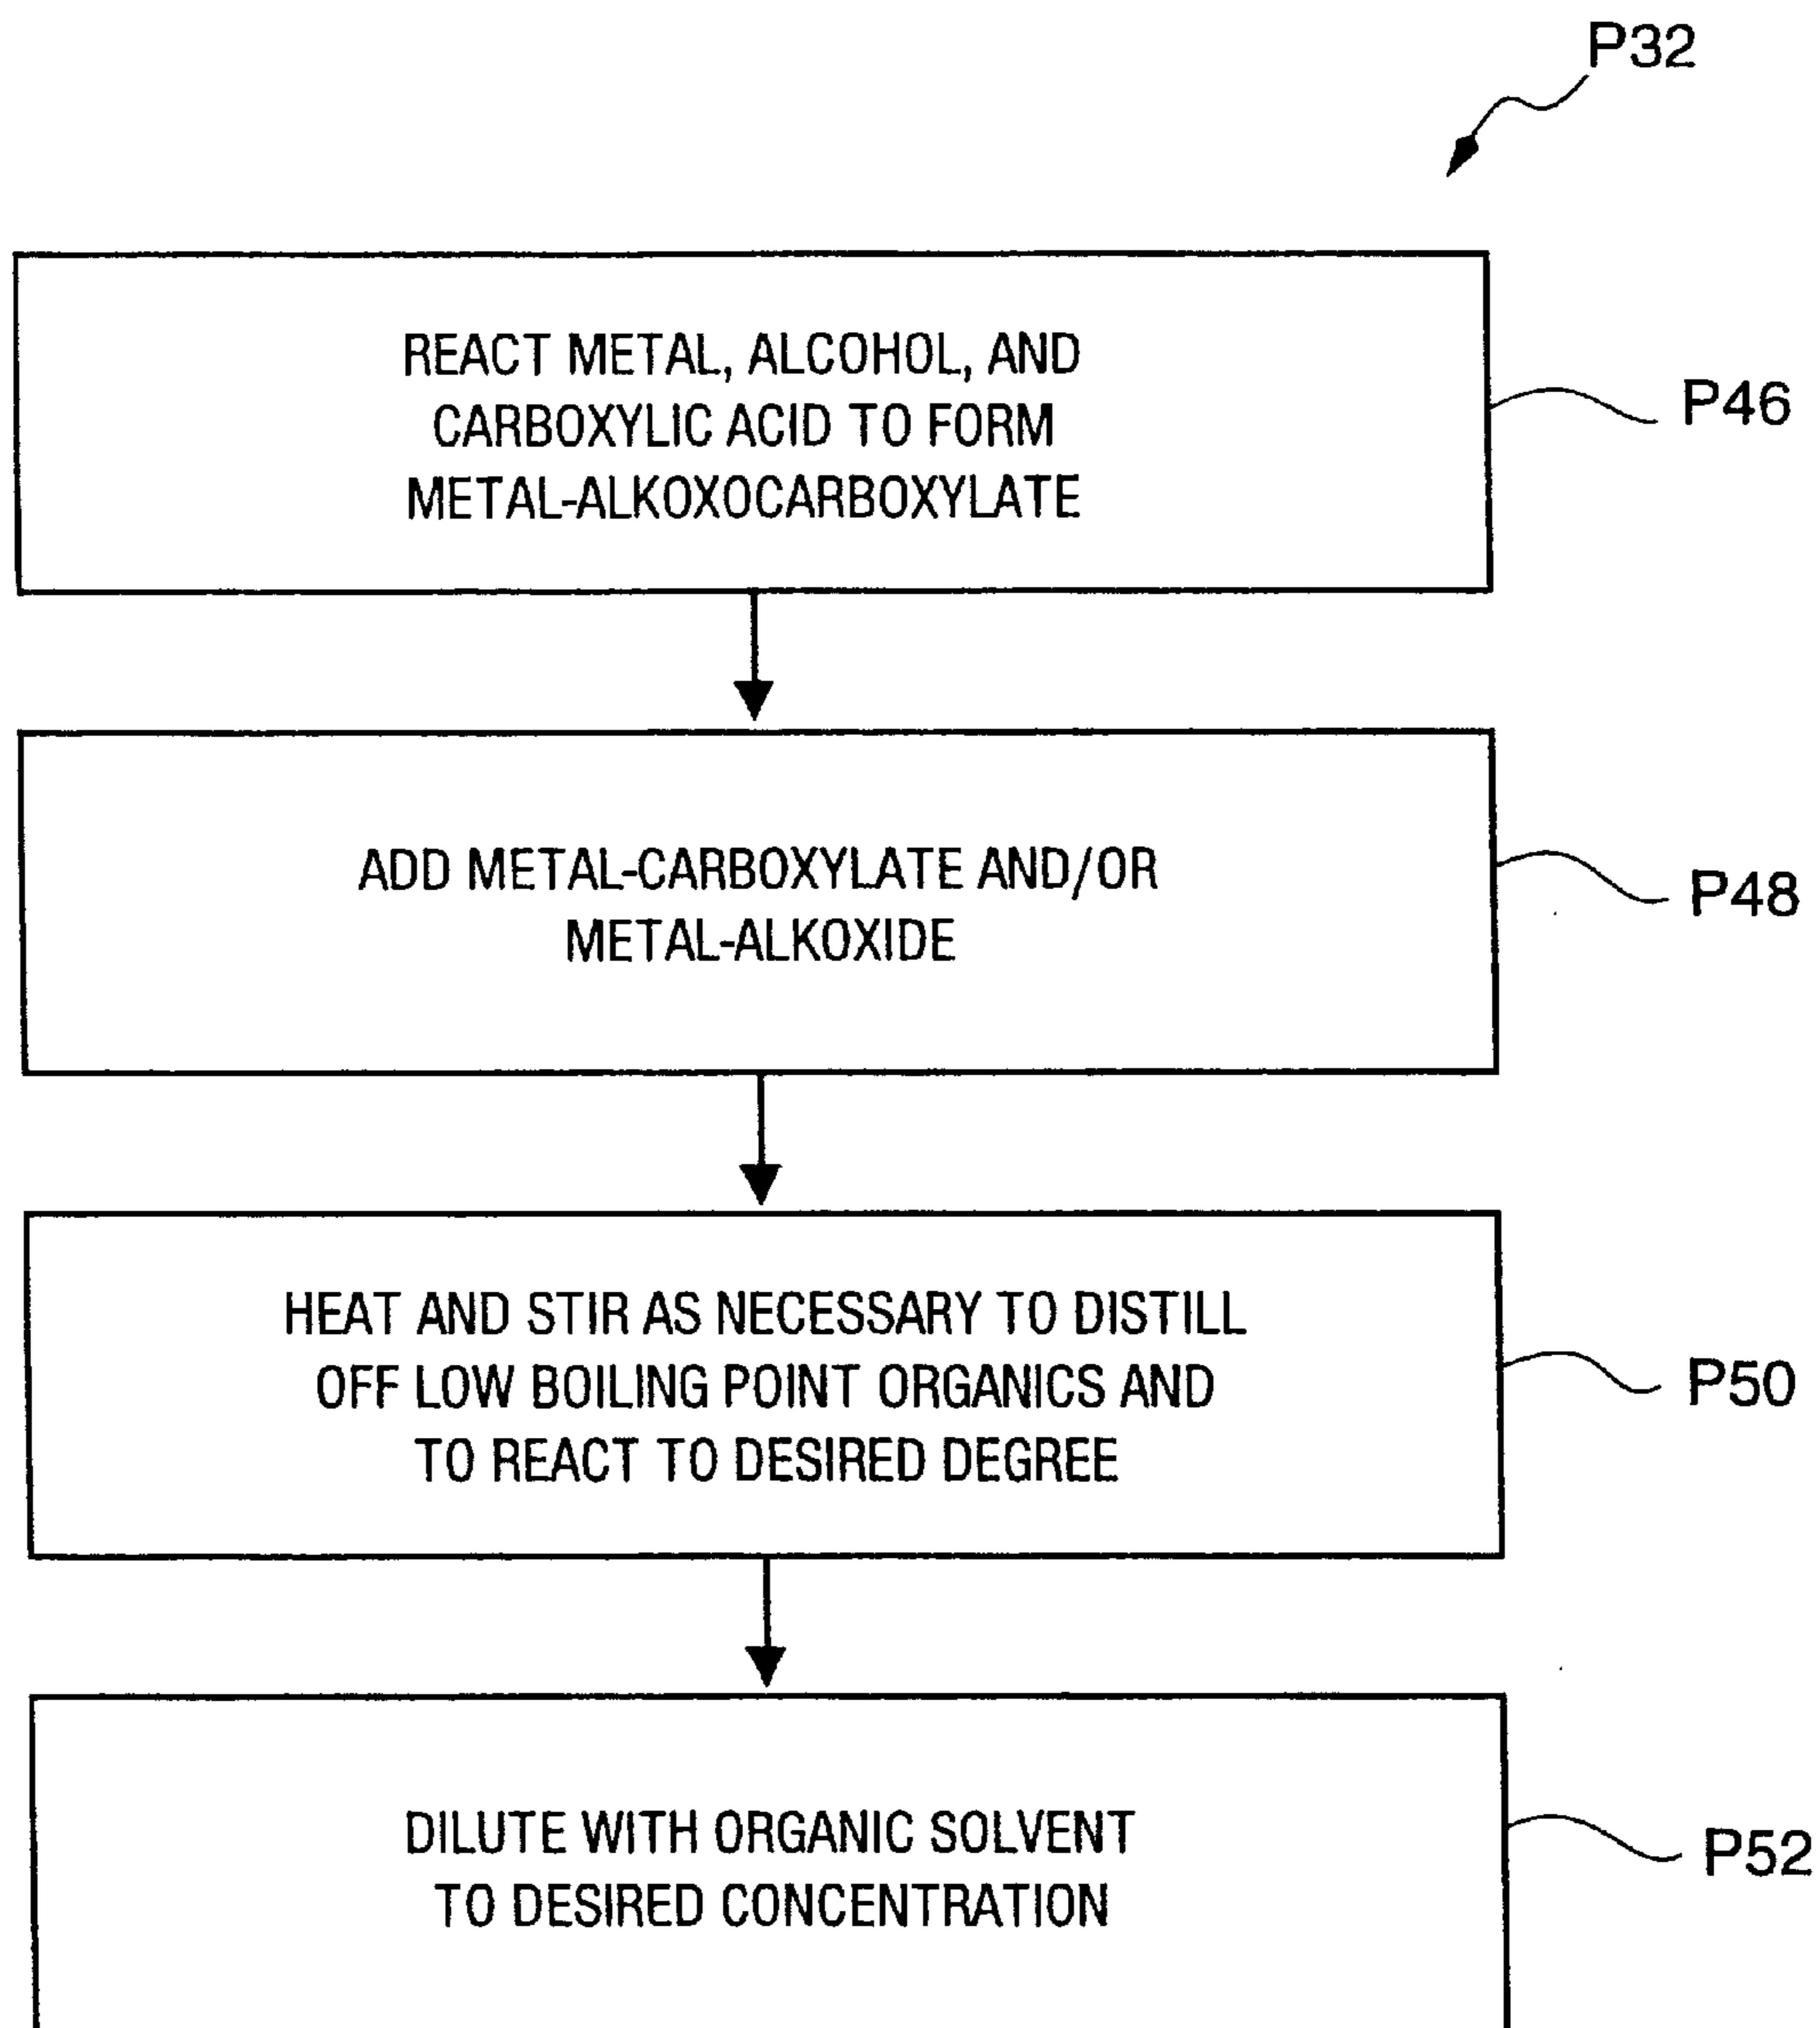 P32
REACT METAL, ALCOHOL, AND
CARBOXYLIC ACID TO FORM
METAL-ALKOXOCARBOXYLATE
P46
ADD METAL-CARBOXYLATE AND/OR
METAL-ALKOXIDE
P48
HEAT AND STIR AS NECESSARY TO DISTILL
OFF LOW BOILING POINT ORGANICS AND
TO REACT TO DESIRED DEGREE
P50
DILUTE WITH ORGANIC SOLVENT
TO DESIRED CONCENTRATION
P52